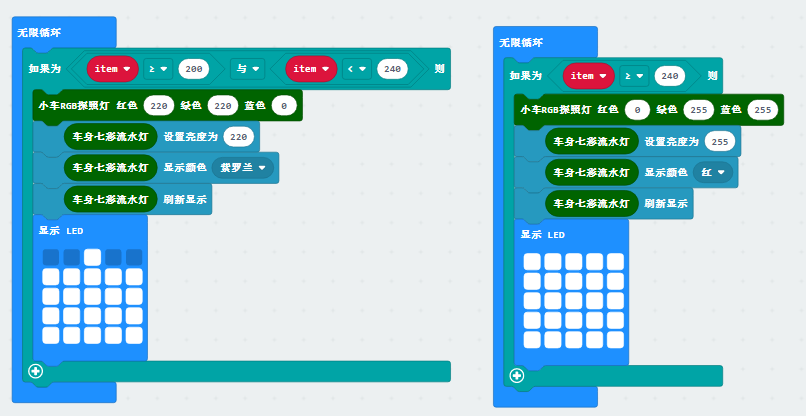 无限循环
如果为 item ≥ 200 与 item < 240 则
小车RGB探照灯 红色 220 绿色 220 蓝色 0
车身七彩流水灯 设置亮度为 220
车身七彩流水灯 显示颜色 紫罗兰
车身七彩流水灯 刷新显示
显示 LED
无限循环
如果为 item ≥ 240 则
小车RGB探照灯 红色 0 绿色 255 蓝色 255
车身七彩流水灯 设置亮度为 255
车身七彩流水灯 显示颜色 红
车身七彩流水灯 刷新显示
显示 LED